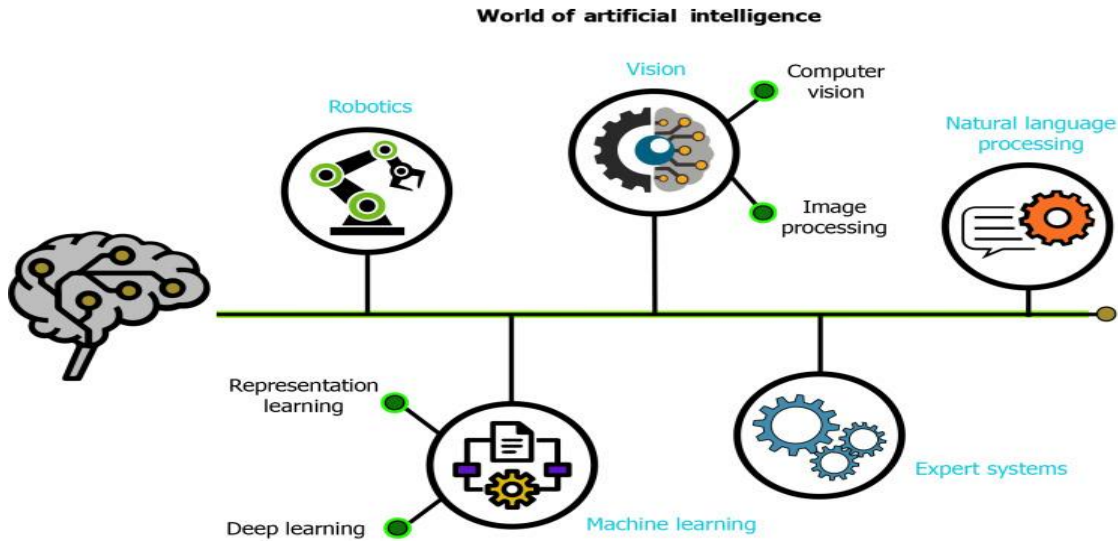 World of artificial intelligence
Vision
Computer
vision
Robotics
Natural language
processing
Image
processing
Representation
learning
Expert systems
Deep learning
Machine learning